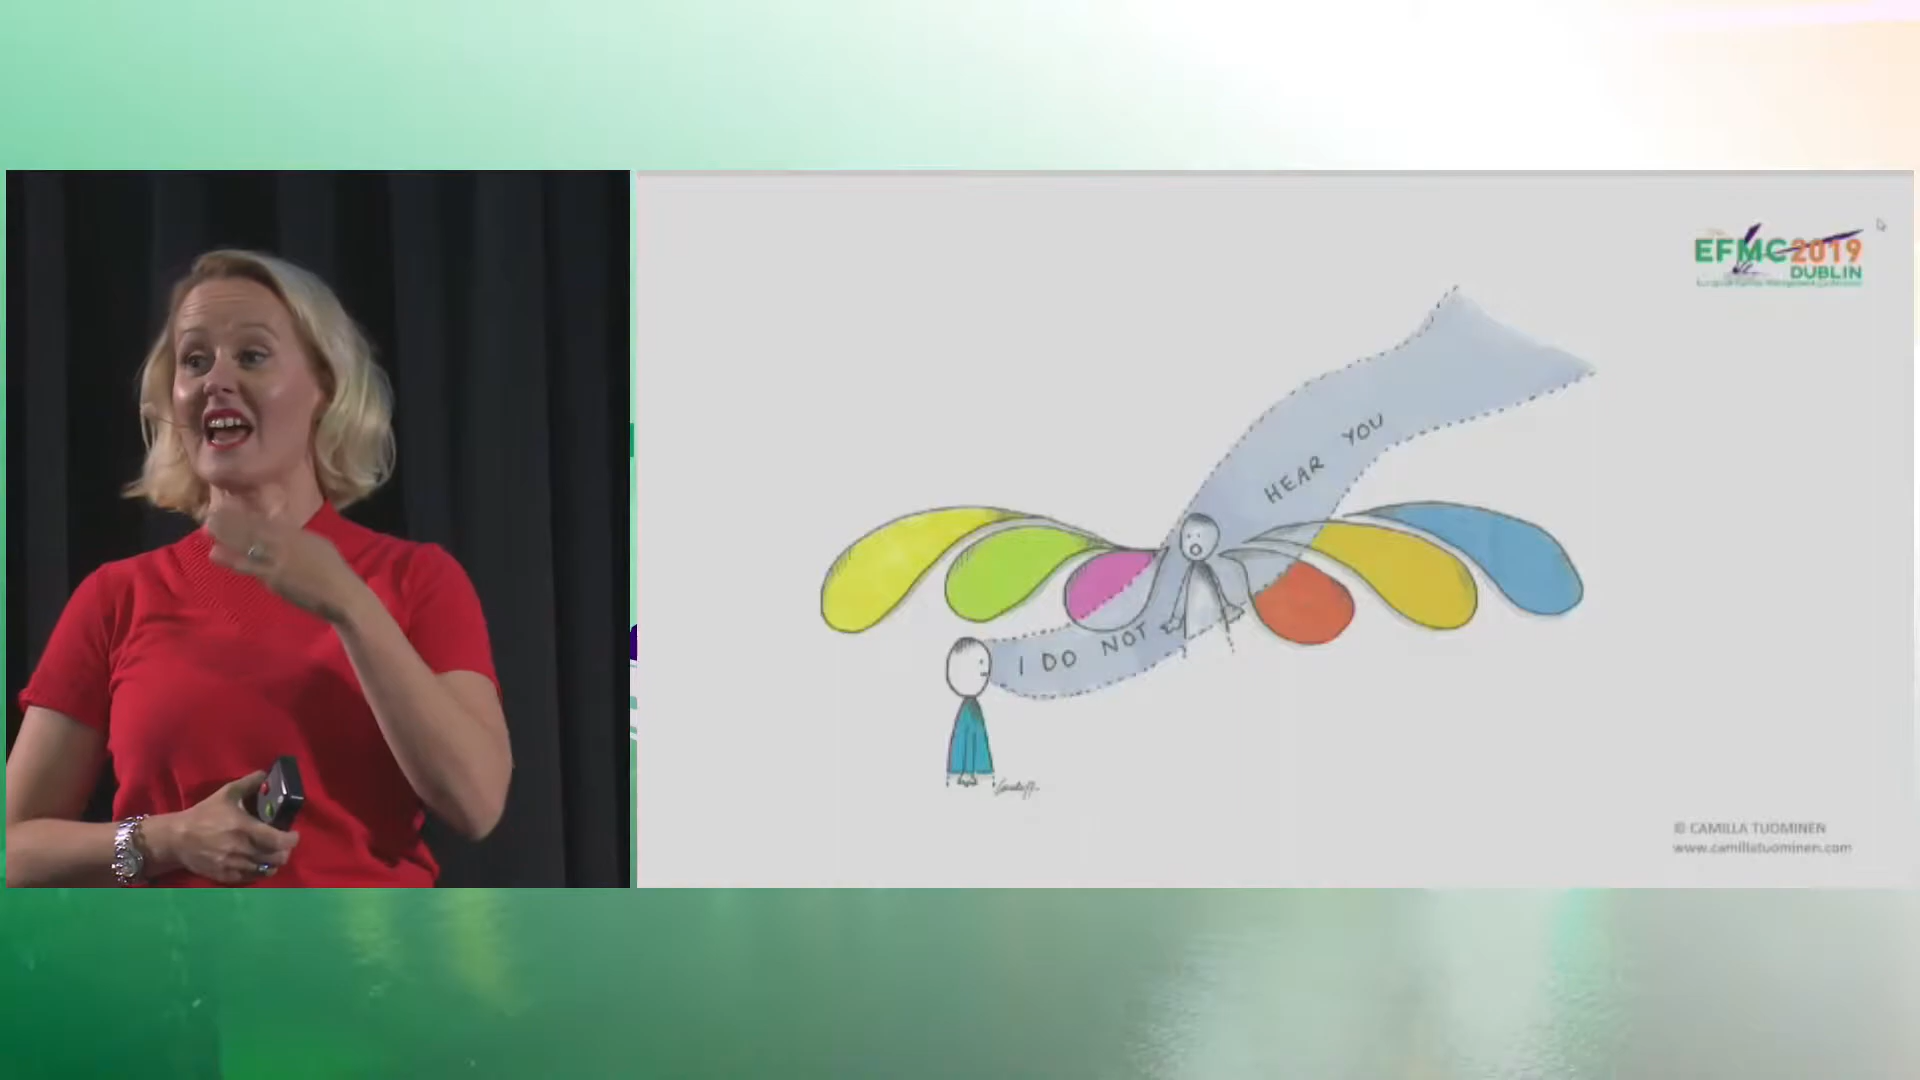 EFMC2019
DUBLIN
HEAR YOU
I DO NOT
© CAMILLA TUOMINEN
www.camillatuominen.com